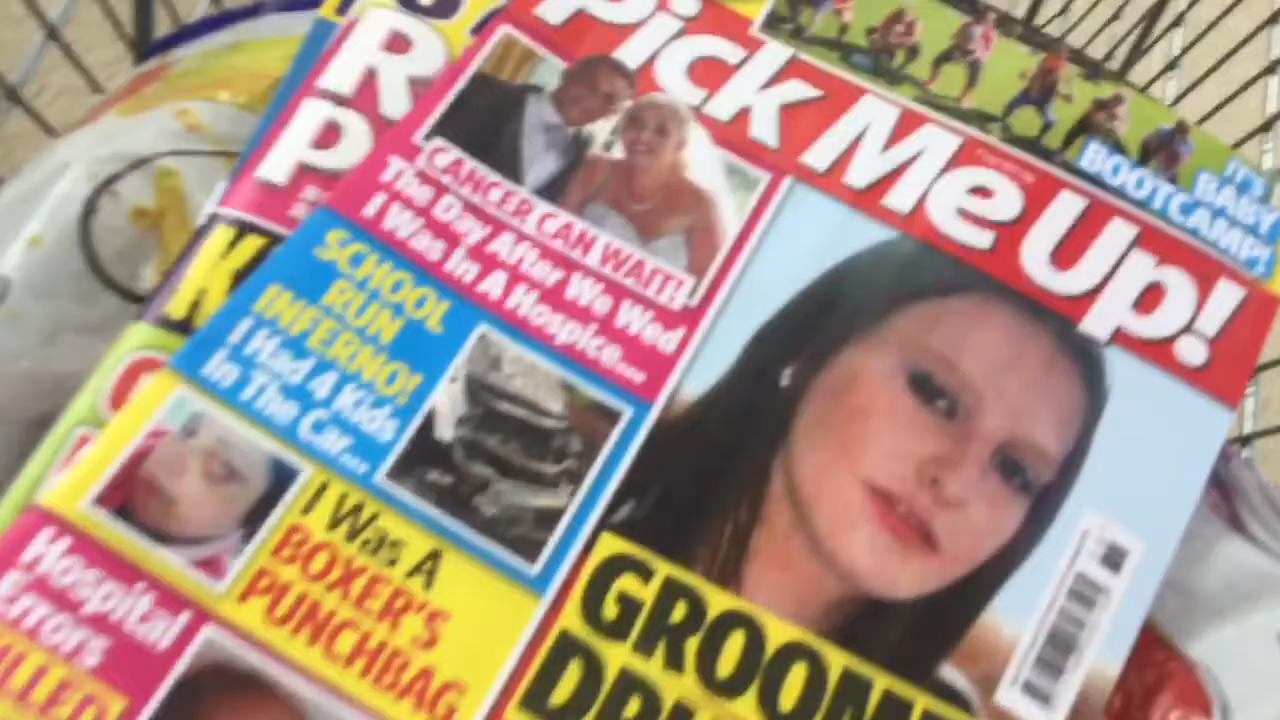 Pick Me Up!
IT'S
BABY
BOOTCAMP!
CANCER CAN WAIT!
The Day After We Wed
I Was In A Hospice...
SCHOOL
RUN
INFERNO!
I Had 4 Kids
In The Car...
I Was A
BOXER'S
PUNCHBAG
Hospital
Errors
GROOM
R
P
K